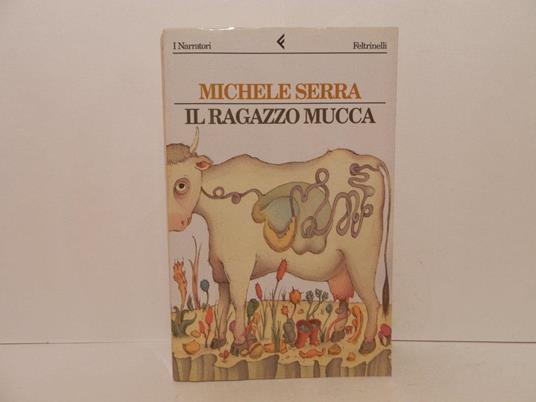 I Narratori Feltrinelli
MICHELE SERRA
IL RAGAZZO MUCCA